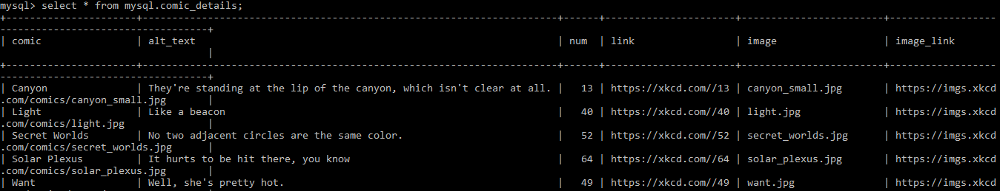 mysql> select * from mysql.comic_details;
+----------------------+---------------------------------------------------------------------+------+----------------------+-------------------------+-----------------
-----------------------------------+
| comic | alt_text | num | link | image | image_link
|
+----------------------+---------------------------------------------------------------------+------+----------------------+-------------------------+-----------------
-----------------------------------+
| Canyon | They're standing at the lip of the canyon, which isn't clear at all. | 13 | https://xkcd.com//13 | canyon_small.jpg | https://imgs.xkcd
.com/comics/canyon_small.jpg |
| Light | Like a beacon | 40 | https://xkcd.com//40 | light.jpg | https://imgs.xkcd
.com/comics/light.jpg |
| Secret Worlds | No two adjacent circles are the same color. | 52 | https://xkcd.com//52 | secret_worlds.jpg | https://imgs.xkcd
.com/comics/secret_worlds.jpg |
| Solar Plexus | It hurts to be hit there, you know | 64 | https://xkcd.com//64 | solar_plexus.jpg | https://imgs.xkcd
.com/comics/solar_plexus.jpg |
| Want | Well, she's pretty hot. | 49 | https://xkcd.com//49 | want.jpg | https://imgs.xkcd